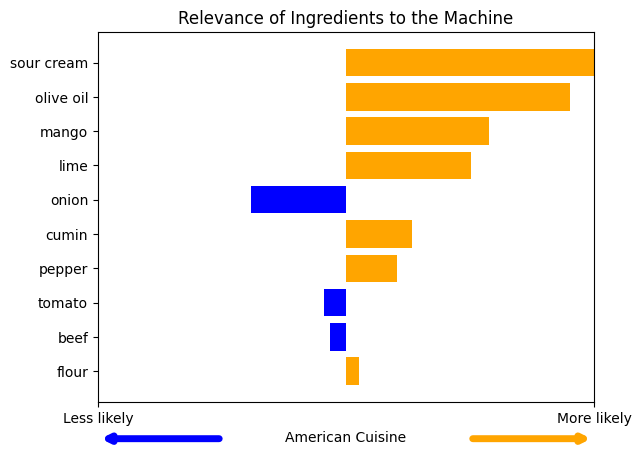 Relevance of Ingredients to the Machine
sour cream
olive oil
mango
lime
onion
cumin
pepper
tomato
beef
flour
Less likely
More likely
American Cuisine